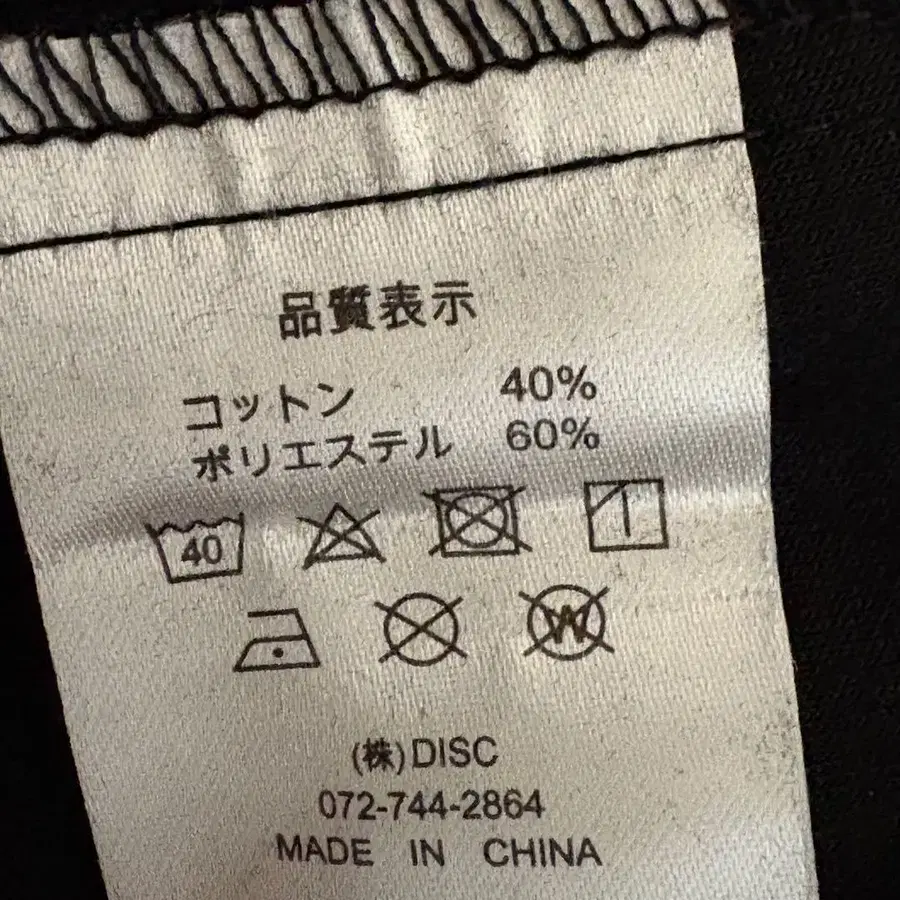 品質表示
コットン 40%
ポリエステル 60%
40
W
(株)DISC
072-744-2864
MADE IN CHINA